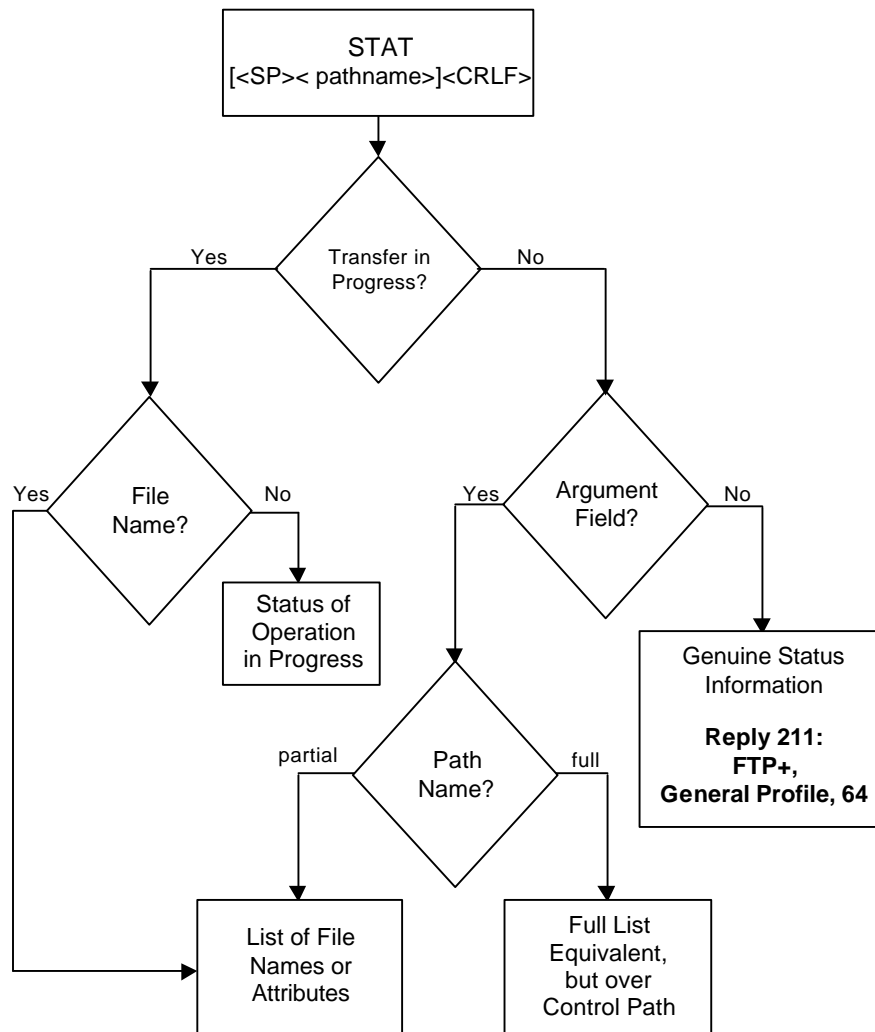 STAT
[<SP>< pathname>]<CRLF>
Yes
Transfer in
Progress?
No
Yes
File
Name?
No
Yes
Argument
Field?
No
Status of
Operation
in Progress
Genuine Status
Information
Reply 211:
FTP+,
General Profile, 64
partial
Path
Name?
full
List of File
Names or
Attributes
Full List
Equivalent,
but over
Control Path